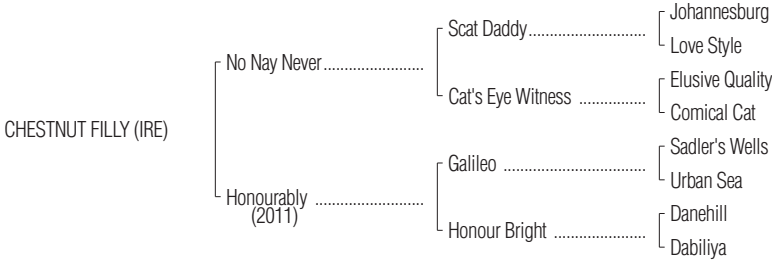 Johannesburg
Scat Daddy..............................
Love Style
No Nay Never.........................
Elusive Quality
Cat's Eye Witness .................
Comical Cat
CHESTNUT FILLY (IRE)
Sadler's Wells
Galileo ....................................
Urban Sea
Honourably ...........................
(2011)
Danehill
Honour Bright .......................
Dabiliya